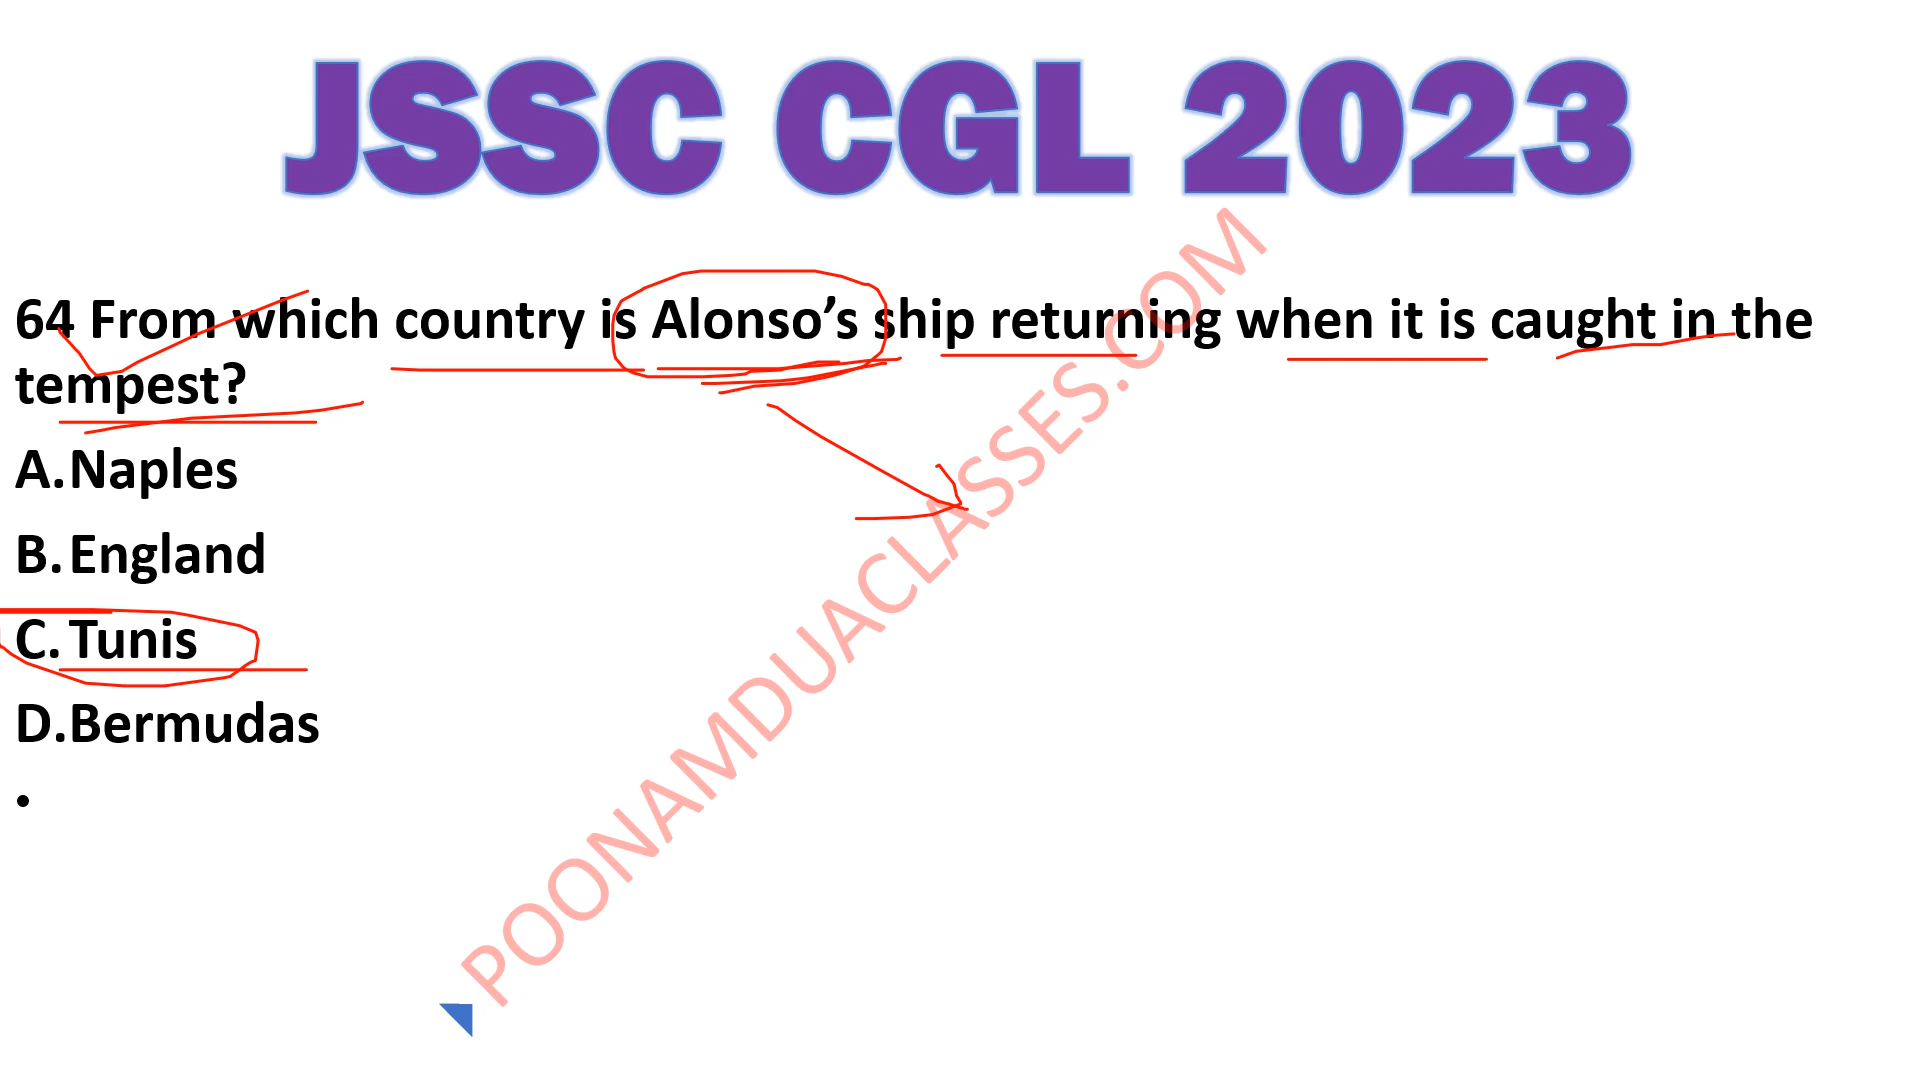 JSSC CGL 2023
64 From which country is Alonso’s ship returning when it is caught in the
tempest?
A.Naples
B.England
C.Tunis
D.Bermudas
•
POONAMDUACLASSES.COM